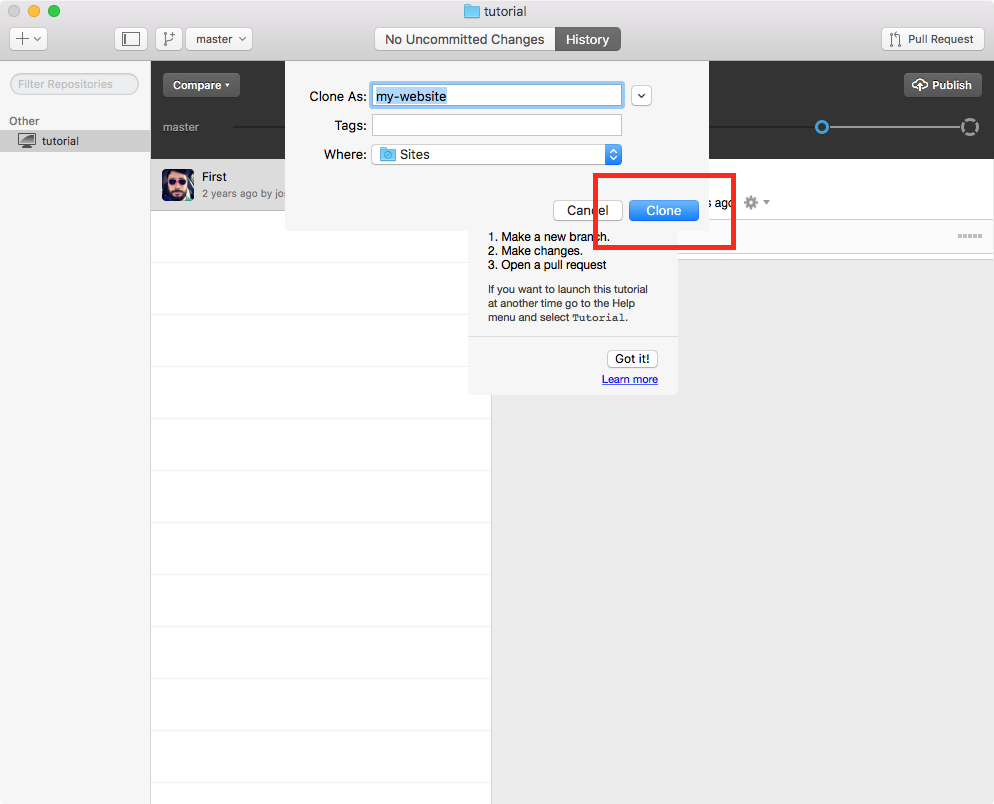 tutorial
master
No Uncommitted Changes
History
Pull Request
Filter Repositories
Other
tutorial
Compare
Publish
master
Clone As:
my-website
Tags:
Where:
Sites
Cancel
Clone
First
2 years ago by
ago
1. Make a new branch.
2. Make changes.
3. Open a pull request
If you want to launch this tutorial
at another time go to the Help
menu and select Tutorial.
Got it!
Learn more